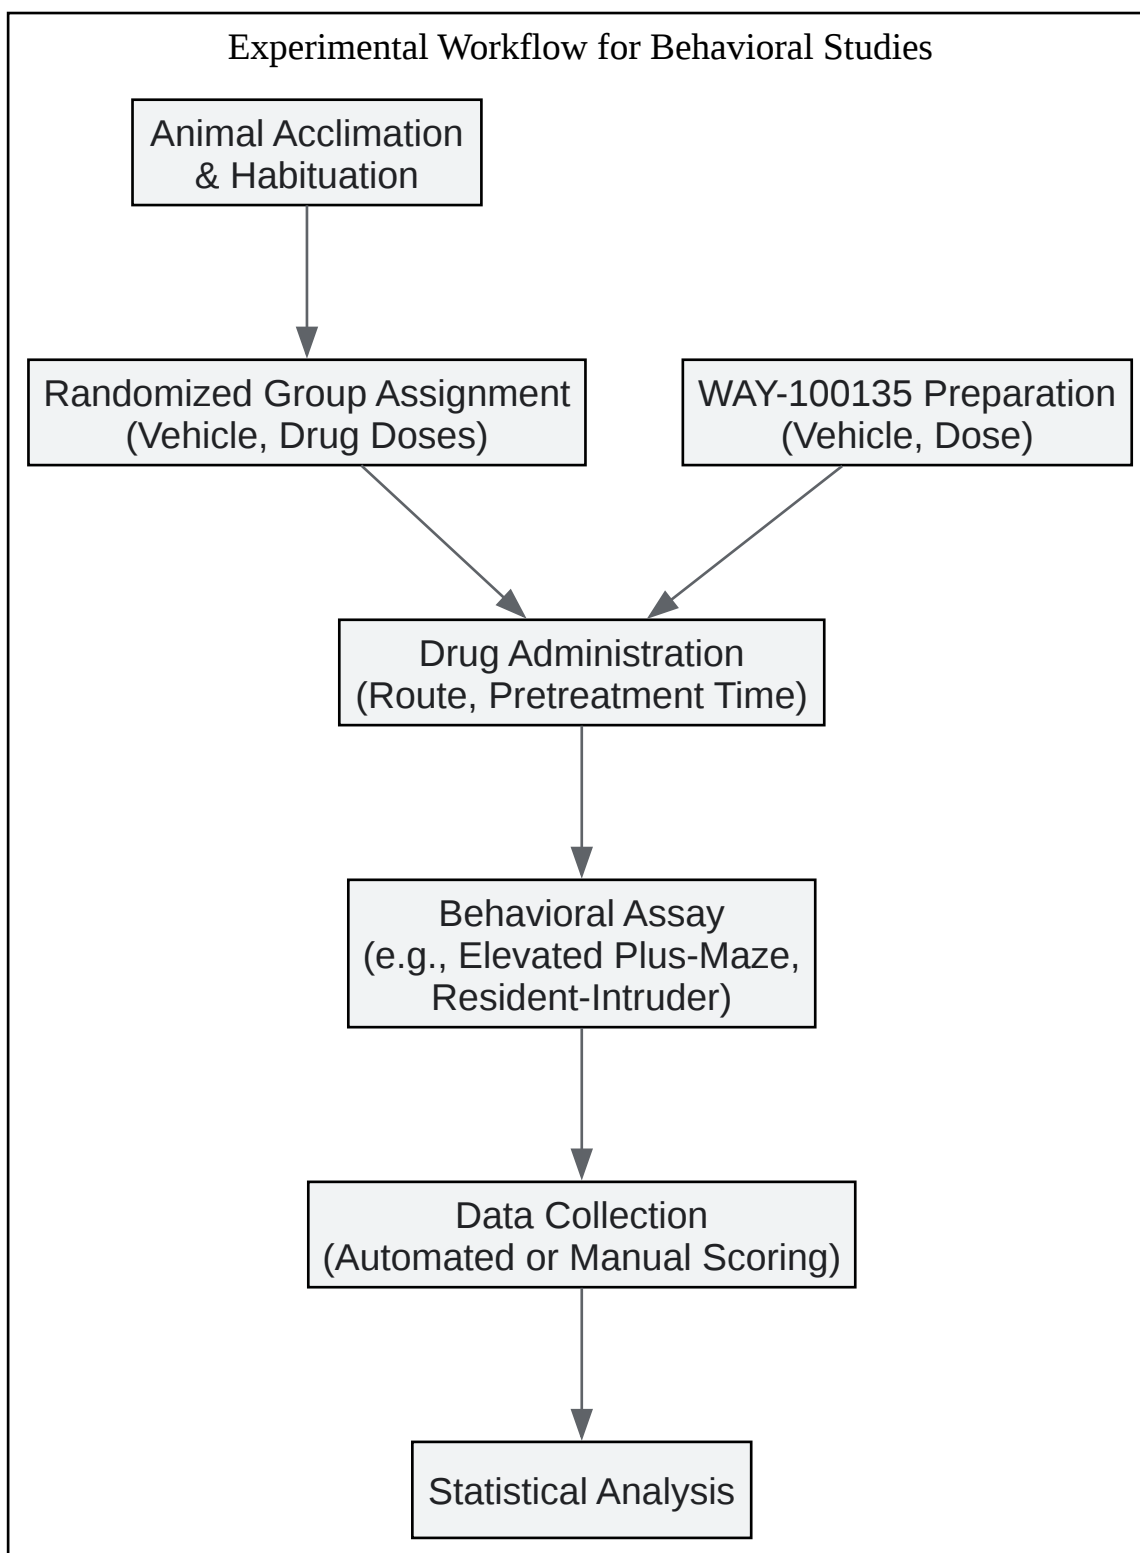 Experimental Workflow for Behavioral Studies
Animal Acclimation
& Habituation
Randomized Group Assignment
(Vehicle, Drug Doses)
WAY-100135 Preparation
(Vehicle, Dose)
Drug Administration
(Route, Pretreatment Time)
Behavioral Assay
(e.g., Elevated Plus-Maze,
Resident-Intruder)
Data Collection
(Automated or Manual Scoring)
Statistical Analysis